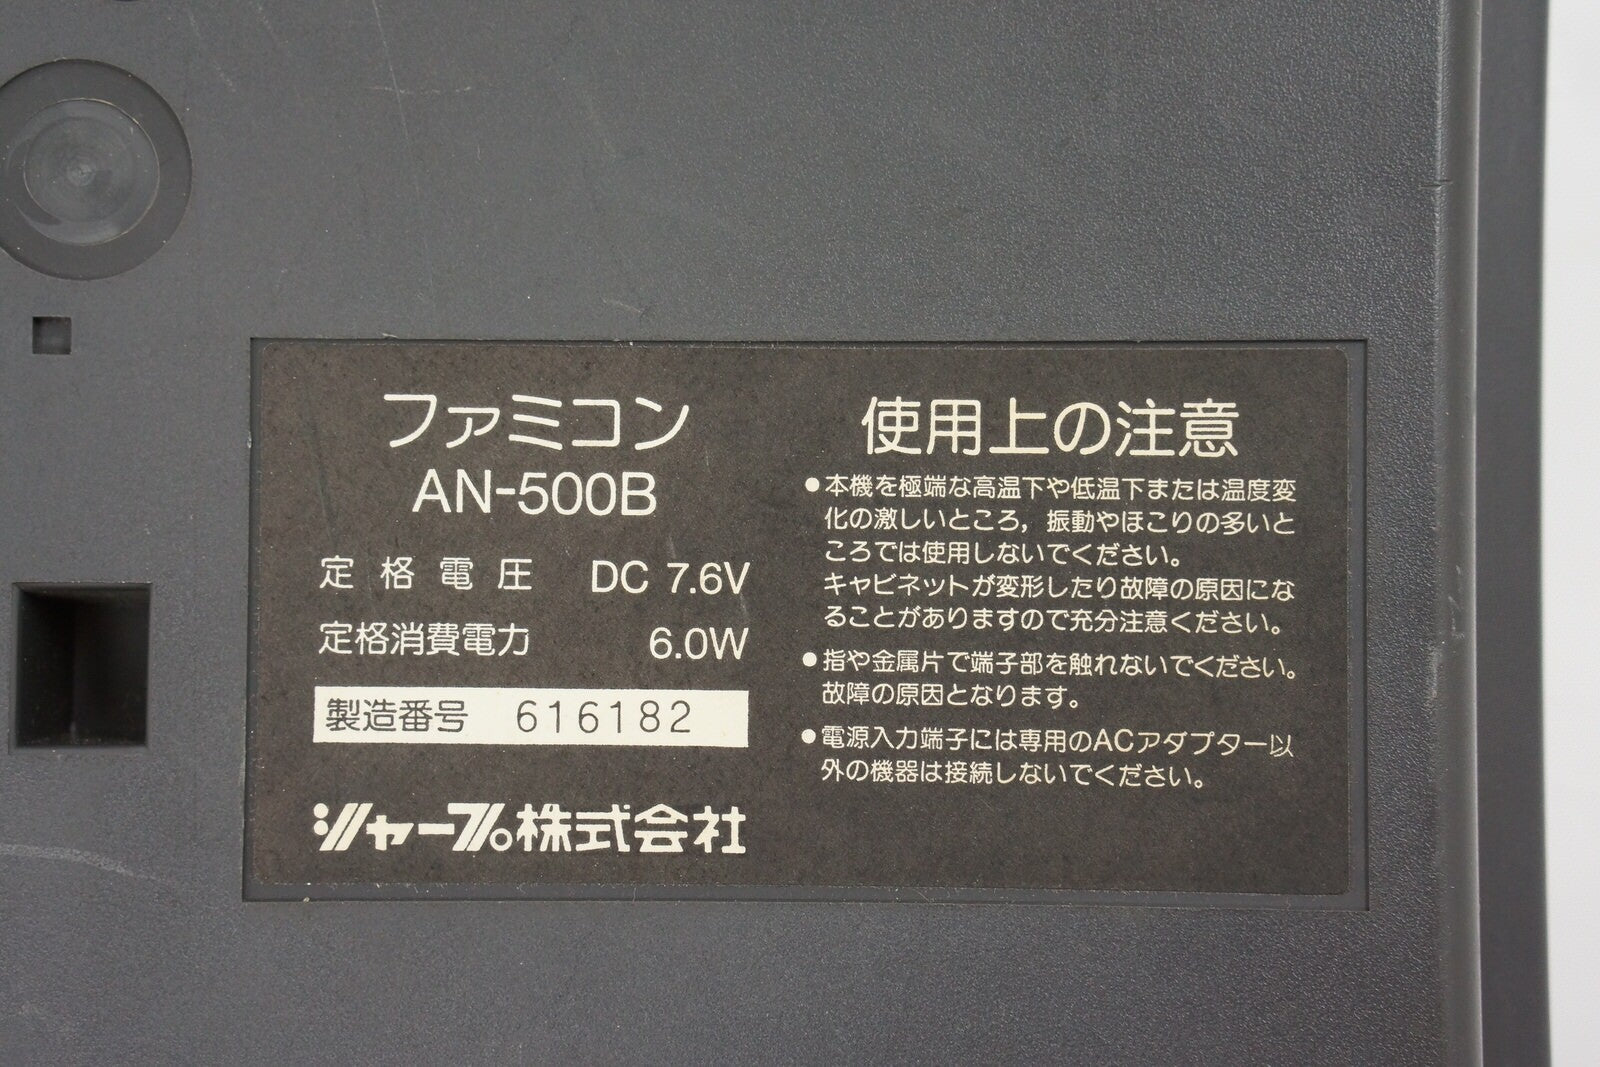 ファミコン
AN-500B
定格電圧 DC 7.6V
定格消費電力 6.0W
製造番号 616182
シャープ株式会社
使用上の注意
●本機を極端な高温下や低温下または温度変
化の激しいところ，振動やほこりの多いと
ころでは使用しないでください。
キャビネットが変形したり故障の原因にな
ることがありますので充分注意ください。
●指や金属片で端子部を触れないでください。
故障の原因となります。
●電源入力端子には専用のACアダプター以
外の機器は接続しないでください。